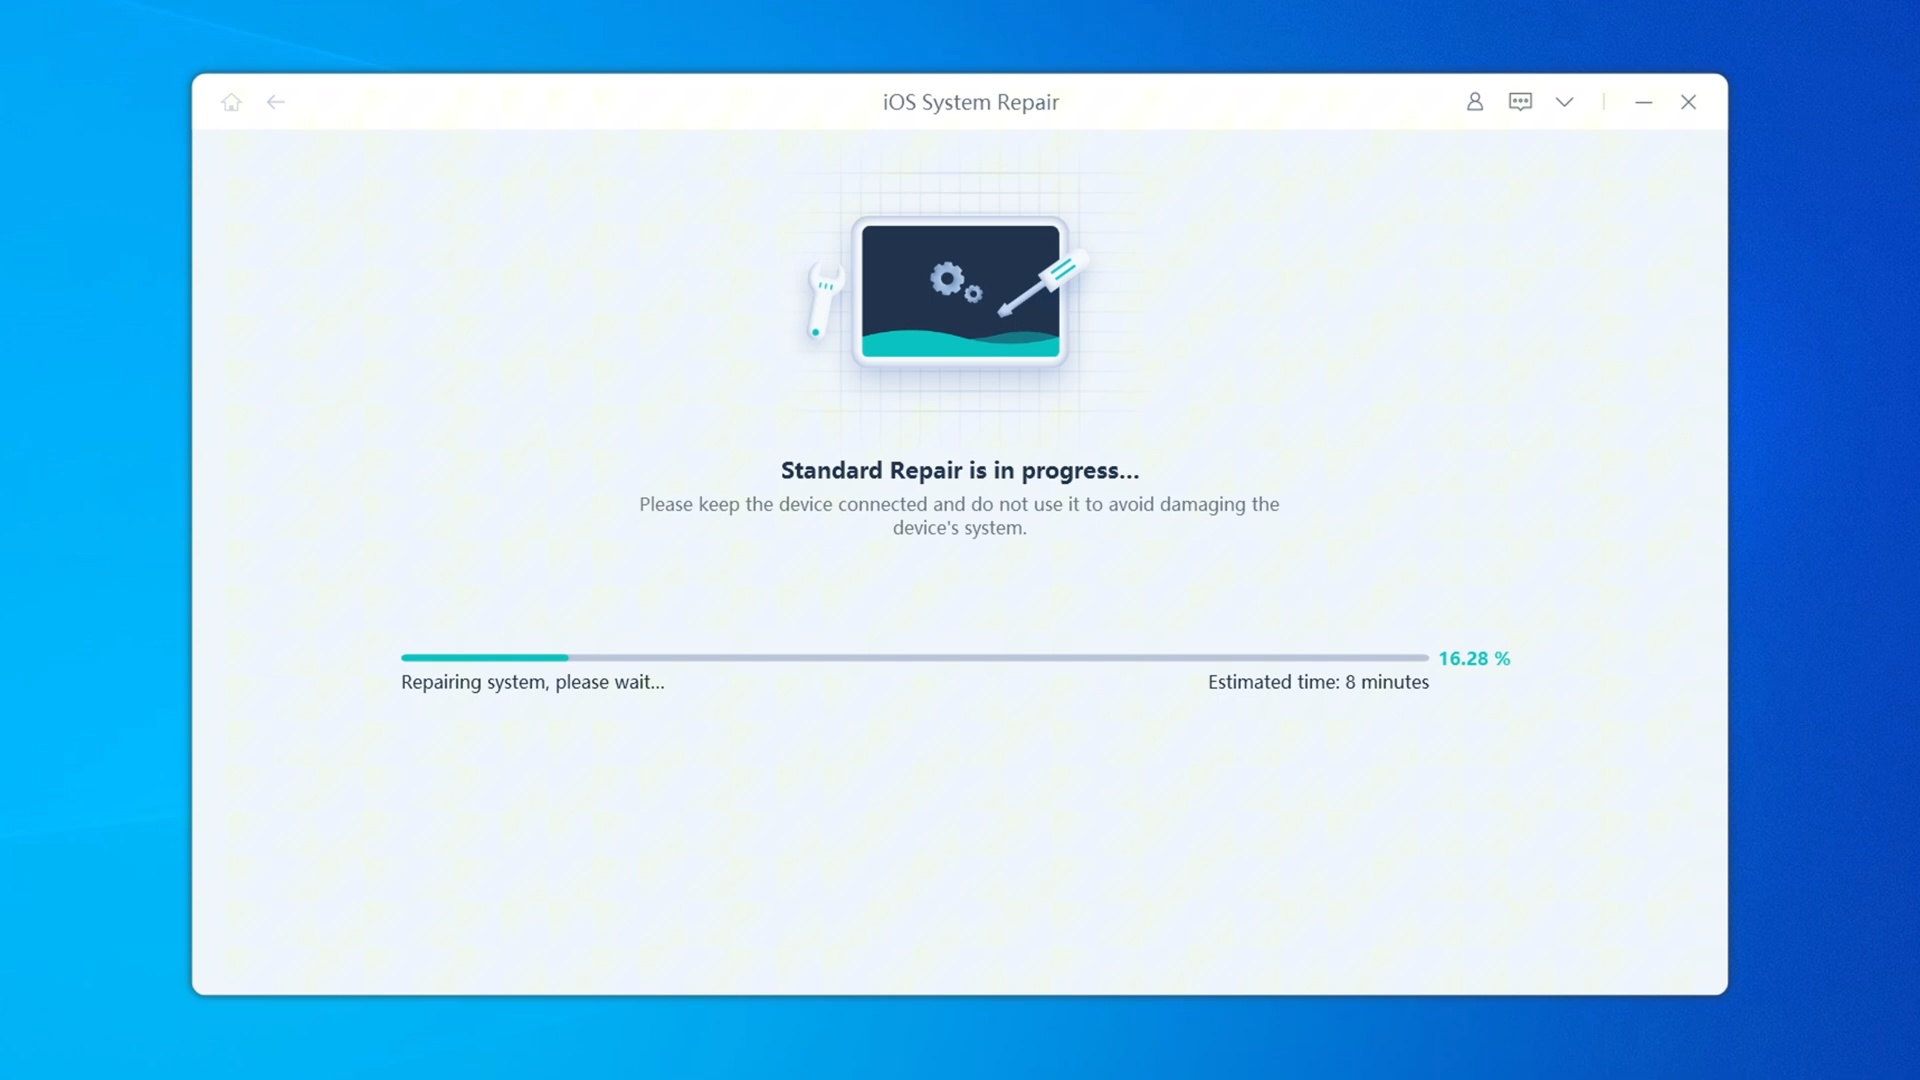 iOS System Repair
Standard Repair is in progress...
Please keep the device connected and do not use it to avoid damaging the
device's system.
16.28 %
Repairing system, please wait...
Estimated time: 8 minutes